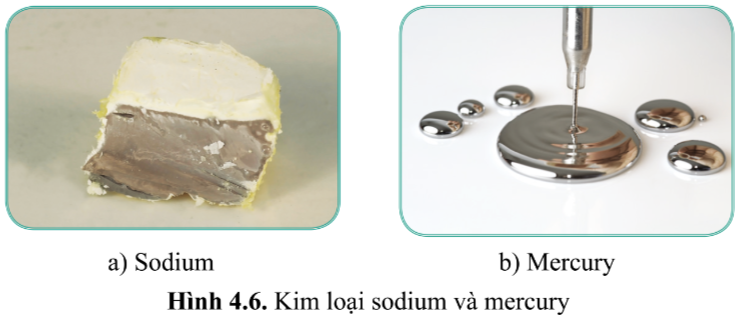 a) Sodium
b) Mercury
Hình 4.6. Kim loại sodium và mercury